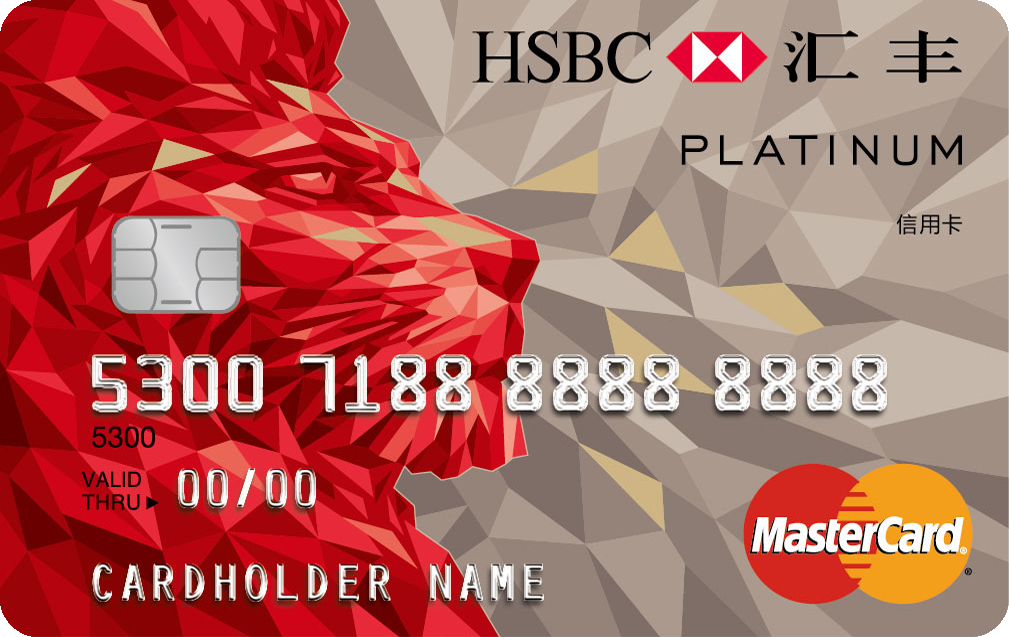 HSBC 汇丰
PLATINUM
信用卡
5300 7188 8888 8888
5300
VALID
THRU 00/00
CARDHOLDER NAME
MasterCard®
®